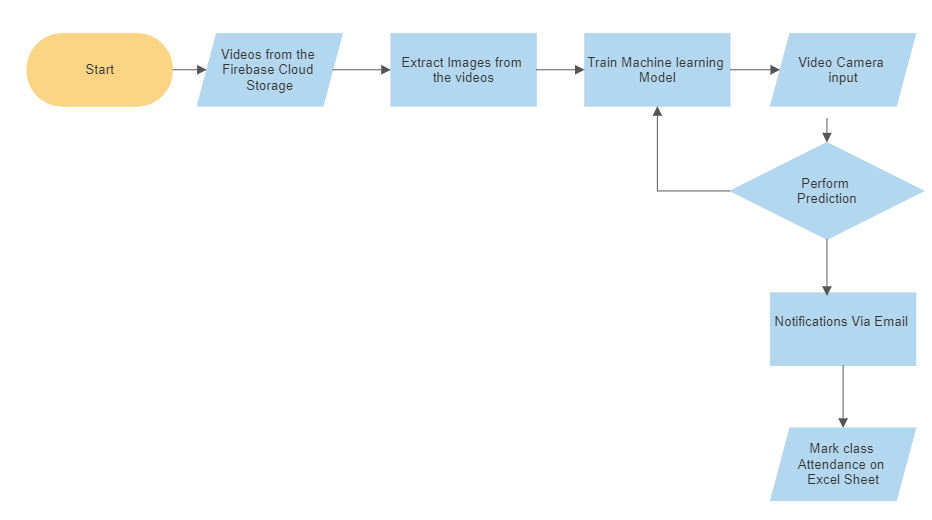 Start
Videos from the
Firebase Cloud
Storage
Extract Images from
the videos
Train Machine learning
Model
Video Camera
input
Perform
Prediction
Notifications Via Email
Mark class
Attendance on
Excel Sheet